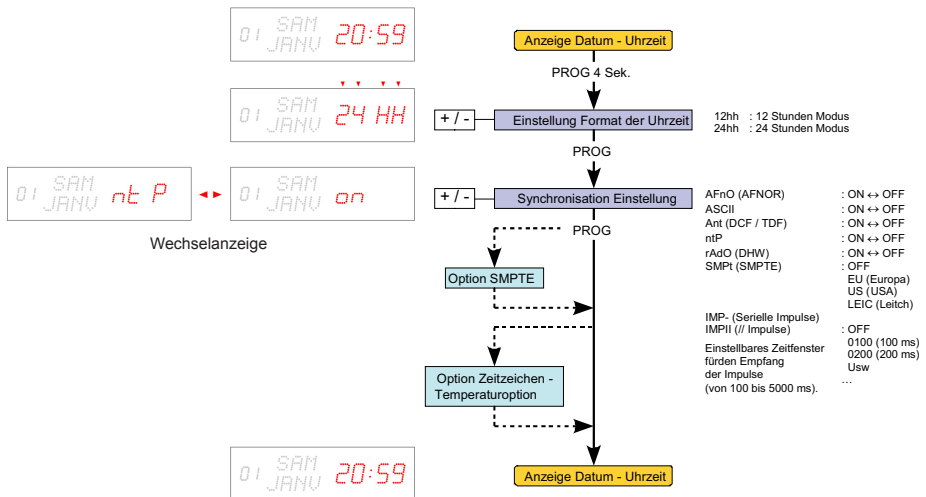 01 SAM JANV 20:59
Anzeige Datum - Uhrzeit
PROG 4 Sek.
01 SAM JANV 24 HH
+ / -
Einstellung Format der Uhrzeit
12hh : 12 Stunden Modus
24hh : 24 Stunden Modus
PROG
01 SAM JANV nt P
01 SAM JANV on
Wechselanzeige
+ / -
Synchronisation Einstellung
PROG
AFnO (AFNOR) : ON ↔ OFF
ASCII : ON ↔ OFF
Ant (DCF / TDF) : ON ↔ OFF
ntP : ON ↔ OFF
rAdO (DHW) : ON ↔ OFF
SMPt (SMPTE) : OFF
EU (Europa)
US (USA)
LEIC (Leitch)
IMP- (Serielle Impulse)
IMPII (// Impulse) : OFF
0100 (100 ms)
0200 (200 ms)
Usw
…
Einstellbares Zeitfenster
fürden Empfang
der Impulse
(von 100 bis 5000 ms).
Option SMPTE
Option Zeitzeichen -
Temperaturoption
01 SAM JANV 20:59
Anzeige Datum - Uhrzeit